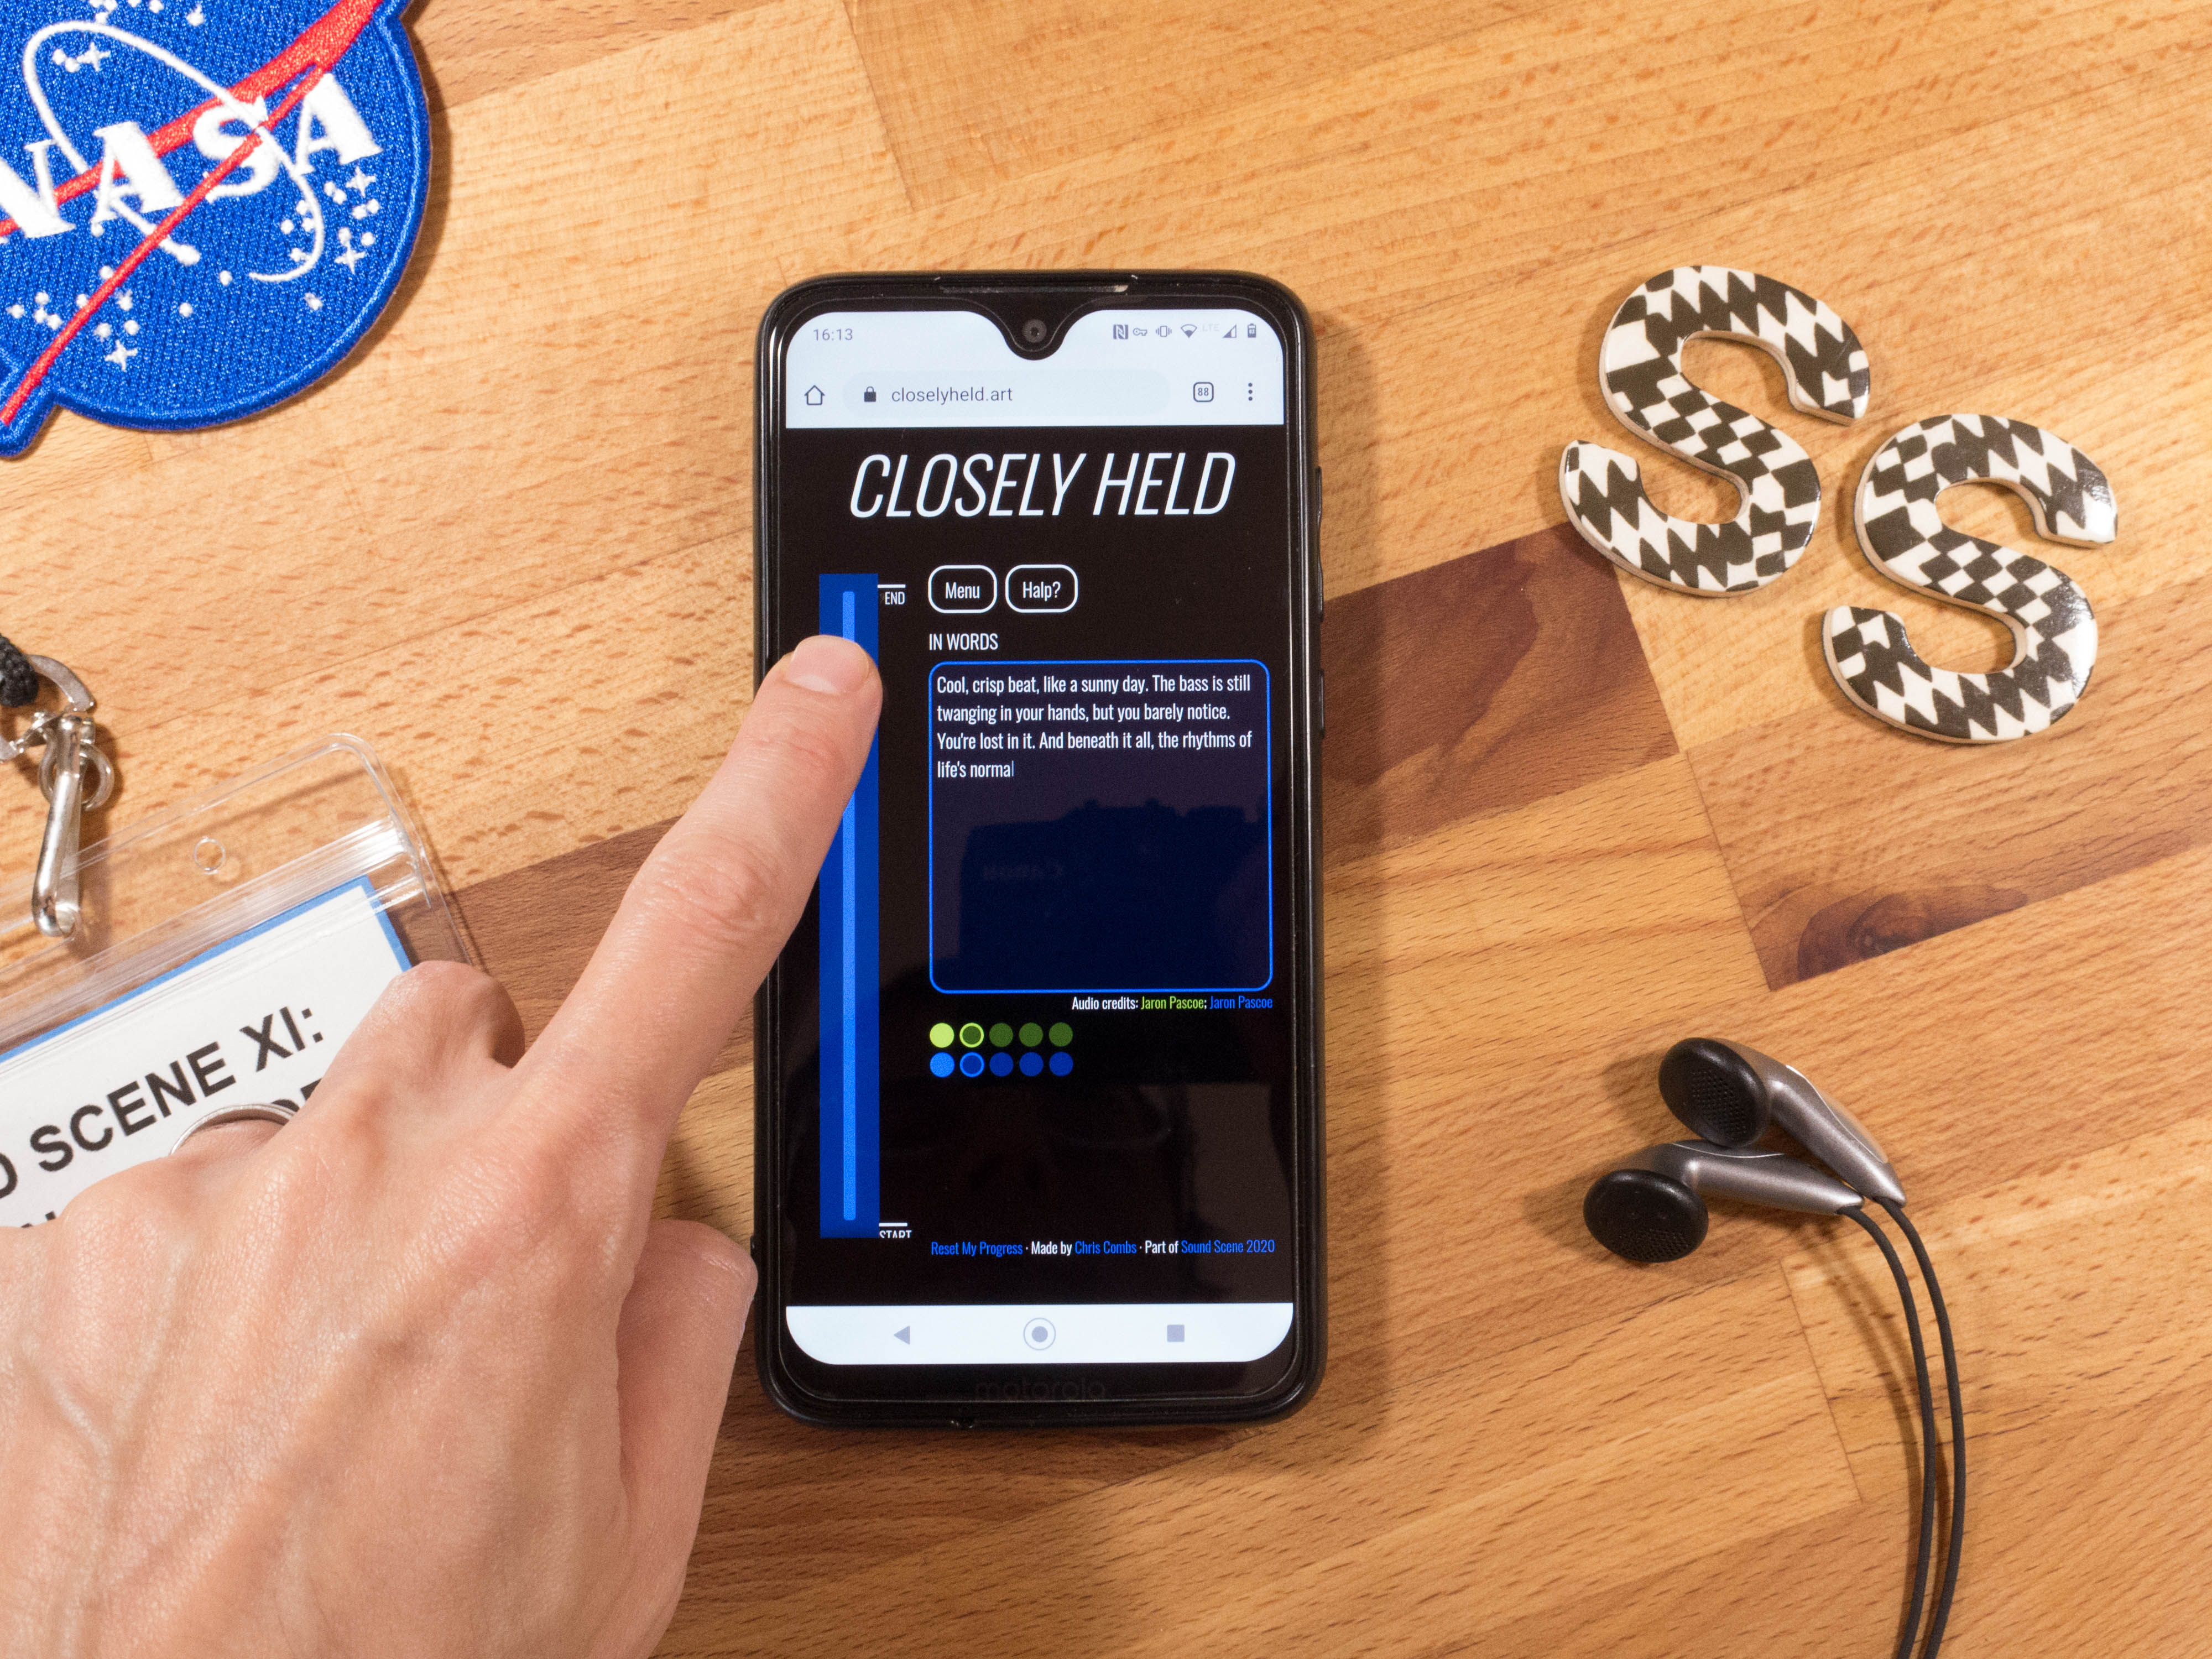 NASA
16:13
LTE
closelyheld.art
88
CLOSELY HELD
END
Menu
Halp?
IN WORDS
Cool, crisp beat, like a sunny day. The bass is still
twanging in your hands, but you barely notice.
You're lost in it. And beneath it all, the rhythms of
life's normal
Audio credits: Jaron Pascoe; Jaron Pascoe
START
Reset My Progress · Made by Chris Combs · Part of Sound Scene 2020
motorola
SCENE XI:
S
S